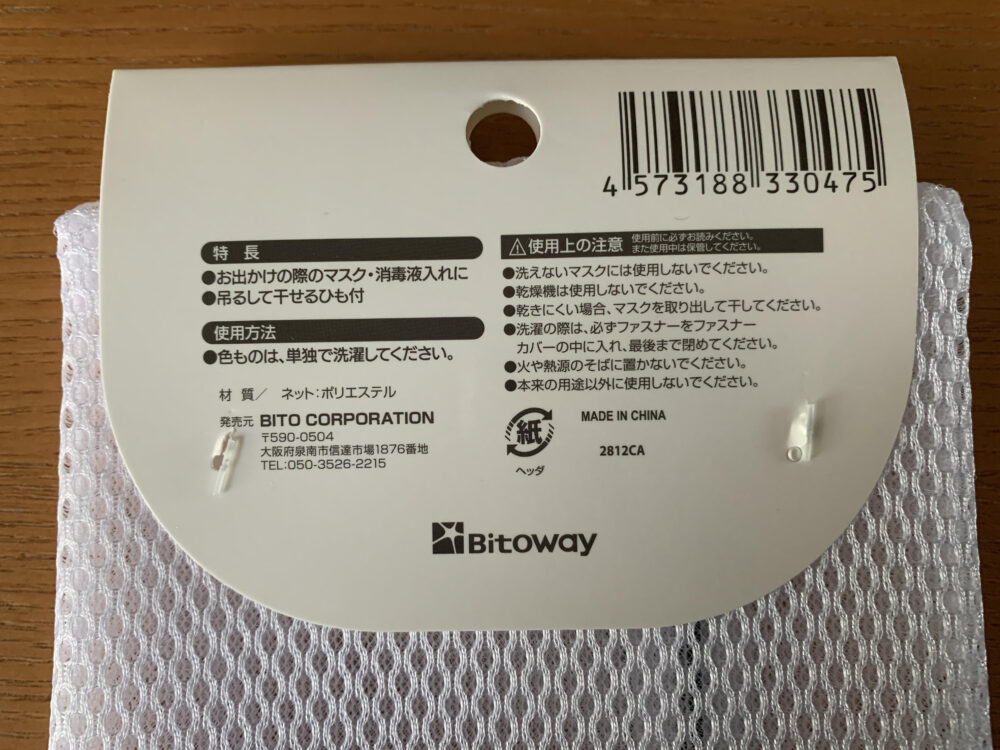 4 573188 330475
特長
●お出かけの際のマスク・消毒液入れに
●吊るして干せるひも付
使用方法
●色ものは、単独で洗濯してください。
材質／ ネット：ポリエステル
発売元 BITO CORPORATION
〒590-0504
大阪府泉南市信達市場1876番地
TEL:050-3526-2215
⚠使用上の注意 使用前に必ずお読みください。
また使用中は保管してください。
●洗えないマスクには使用しないでください。
●乾燥機は使用しないでください。
●乾きにくい場合、マスクを取り出して干してください。
●洗濯の際は、必ずファスナーをファスナー
カバーの中に入れ、最後まで閉めてください。
●火や熱源のそばに置かないでください。
●本来の用途以外に使用しないでください。
紙
ヘッダ
MADE IN CHINA
2812CA
Bitoway